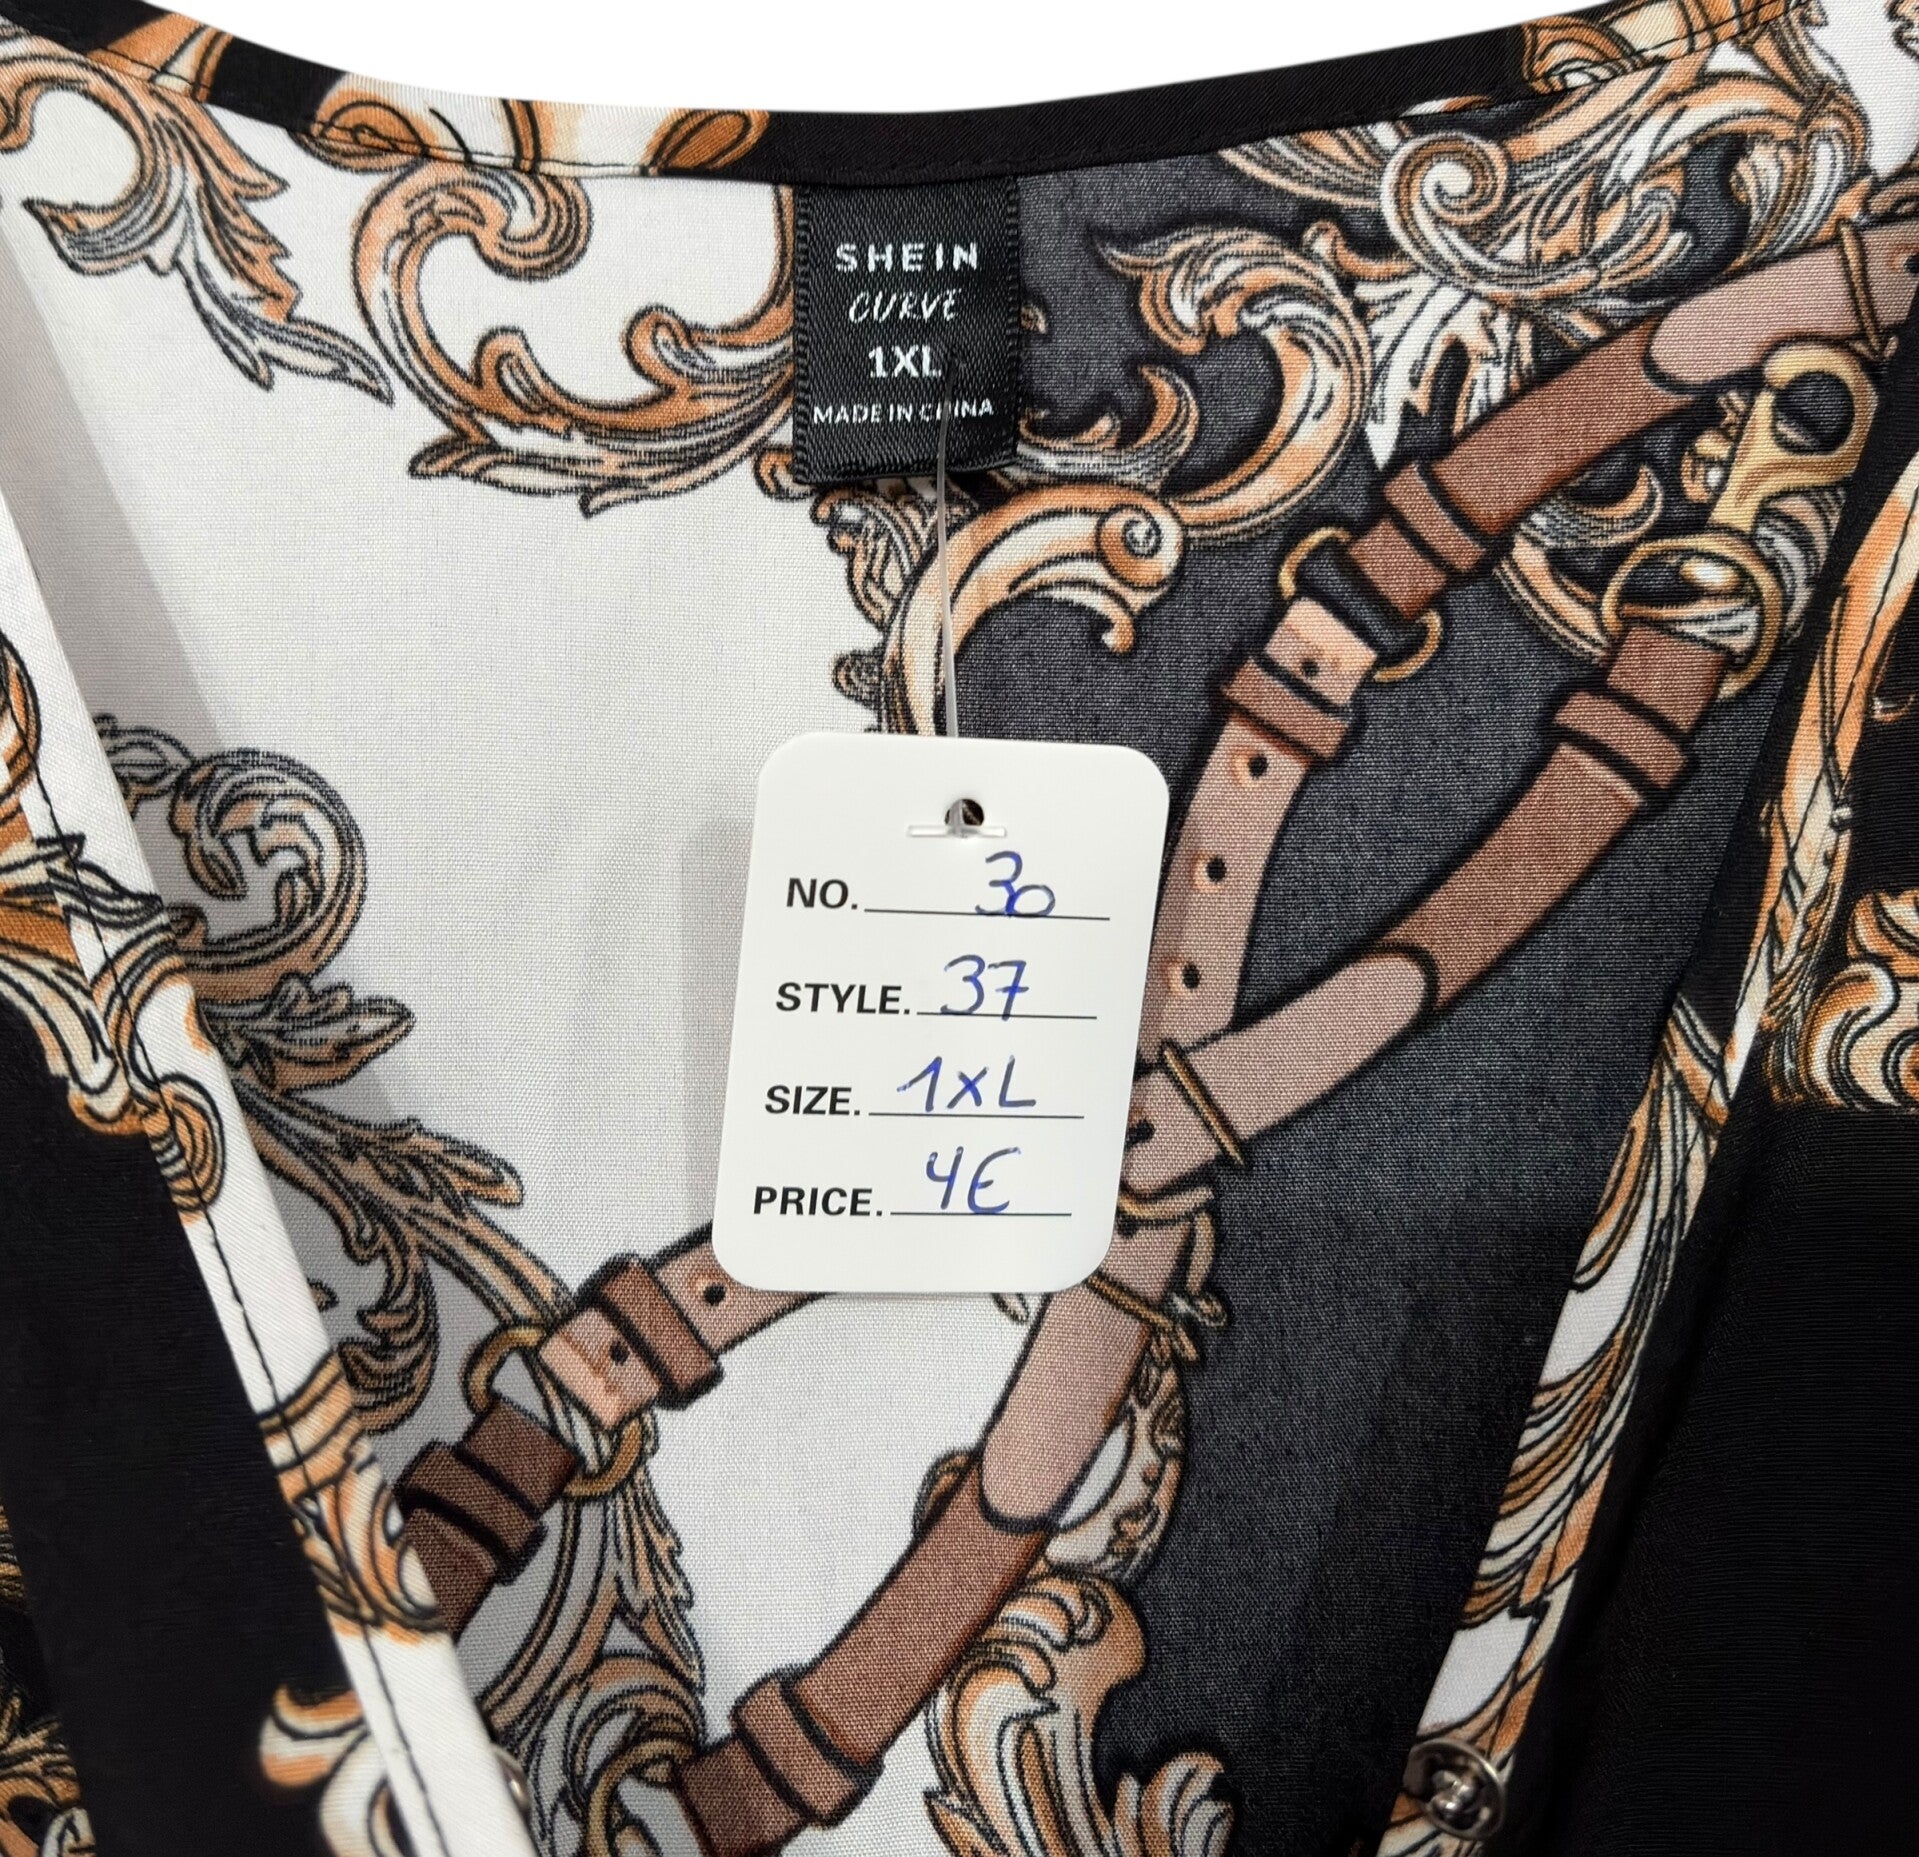 SHEIN
CURVE
1XL
MADE IN CHINA
NO. 30
STYLE. 37
SIZE. 1XL
PRICE. 4€